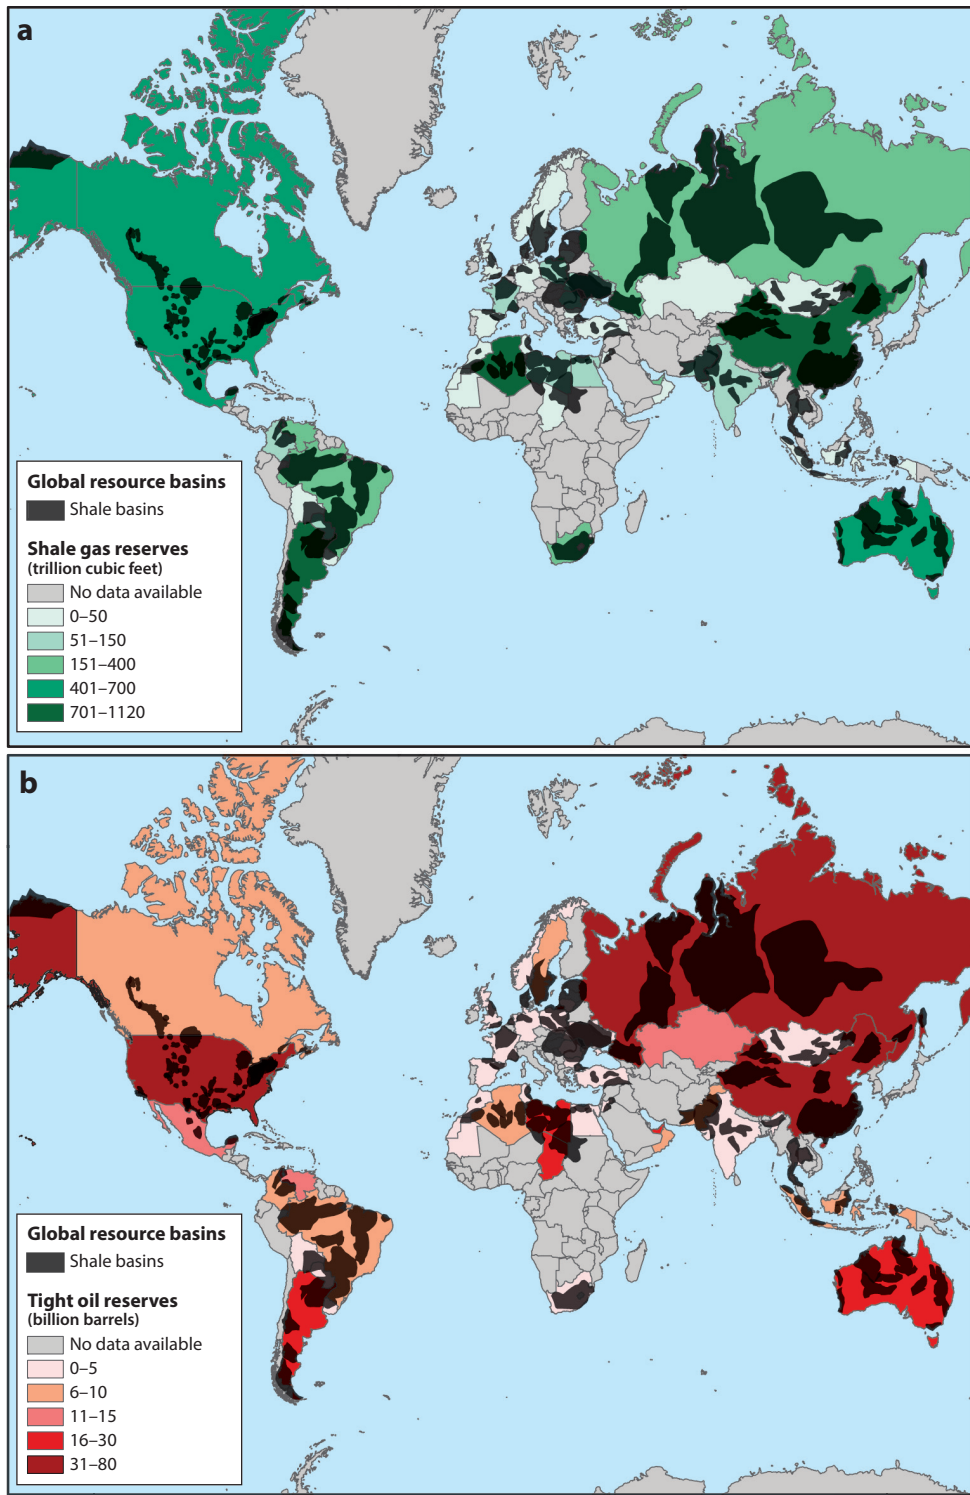 a
Global resource basins
Shale basins
Shale gas reserves
(trillion cubic feet)
No data available
0–50
51–150
151–400
401–700
701–1120
b
Global resource basins
Shale basins
Tight oil reserves
(billion barrels)
No data available
0–5
6–10
11–15
16–30
31–80